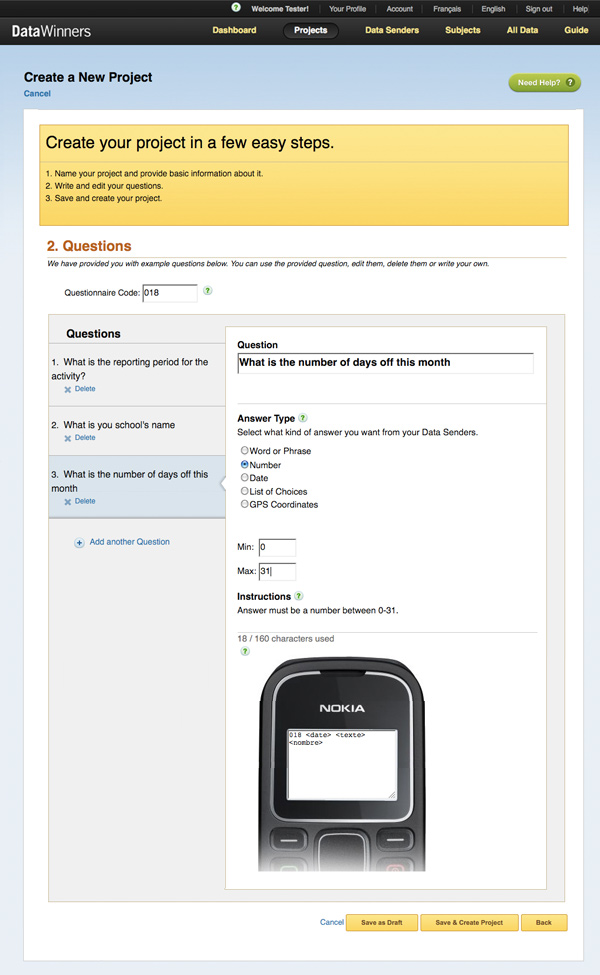 Welcome Tester! Your Profile Account Français English Sign out Help
DataWinners Dashboard Projects Data Senders Subjects All Data Guide
Create a New Project
Cancel
Need Help? ?
Create your project in a few easy steps.
1. Name your project and provide basic information about it.
2. Write and edit your questions.
3. Save and create your project.
2. Questions
We have provided you with example questions below. You can use the provided question, edit them, delete them or write your own.
Questionnaire Code: 018 ?
Questions
1. What is the reporting period for the
activity?
Delete
2. What is you school's name
Delete
3. What is the number of days off this
month
Delete
Add another Question
Question
What is the number of days off this month
Answer Type ?
Select what kind of answer you want from your Data Senders.
Word or Phrase
Number
Date
List of Choices
GPS Coordinates
Min: 0
Max: 31
Instructions ?
Answer must be a number between 0-31.
18 / 160 characters used
?
NOKIA
018 <date> <texte>
<nombre>
Cancel Save as Draft Save & Create Project Back